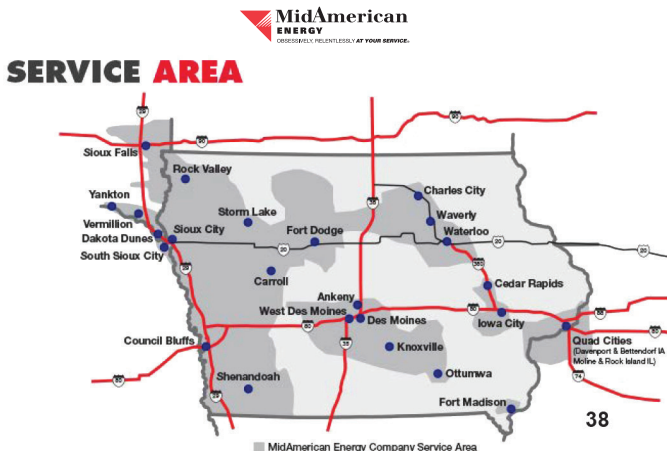 MidAmerican
ENERGY
OBSESSIVELY, RELENTLESSLY AT YOUR SERVICE.
SERVICE AREA
29
90
90
Sioux Falls
Rock Valley
Yankton
Charles City
35
Storm Lake
Waverly
Vermillion
Sioux City
Fort Dodge
Waterloo
Dakota Dunes
20
20
20
South Sioux City
29
380
Carroll
Cedar Rapids
Ankeny
West Des Moines
Des Moines
80
80
Iowa City
88
80
Council Bluffs
35
Knoxville
Quad Cities
(Davenport & Bettendorf IA
Moline & Rock Island IL)
80
Shenandoah
Ottumwa
74
29
Fort Madison
38
MidAmerican Energy Company Service Area